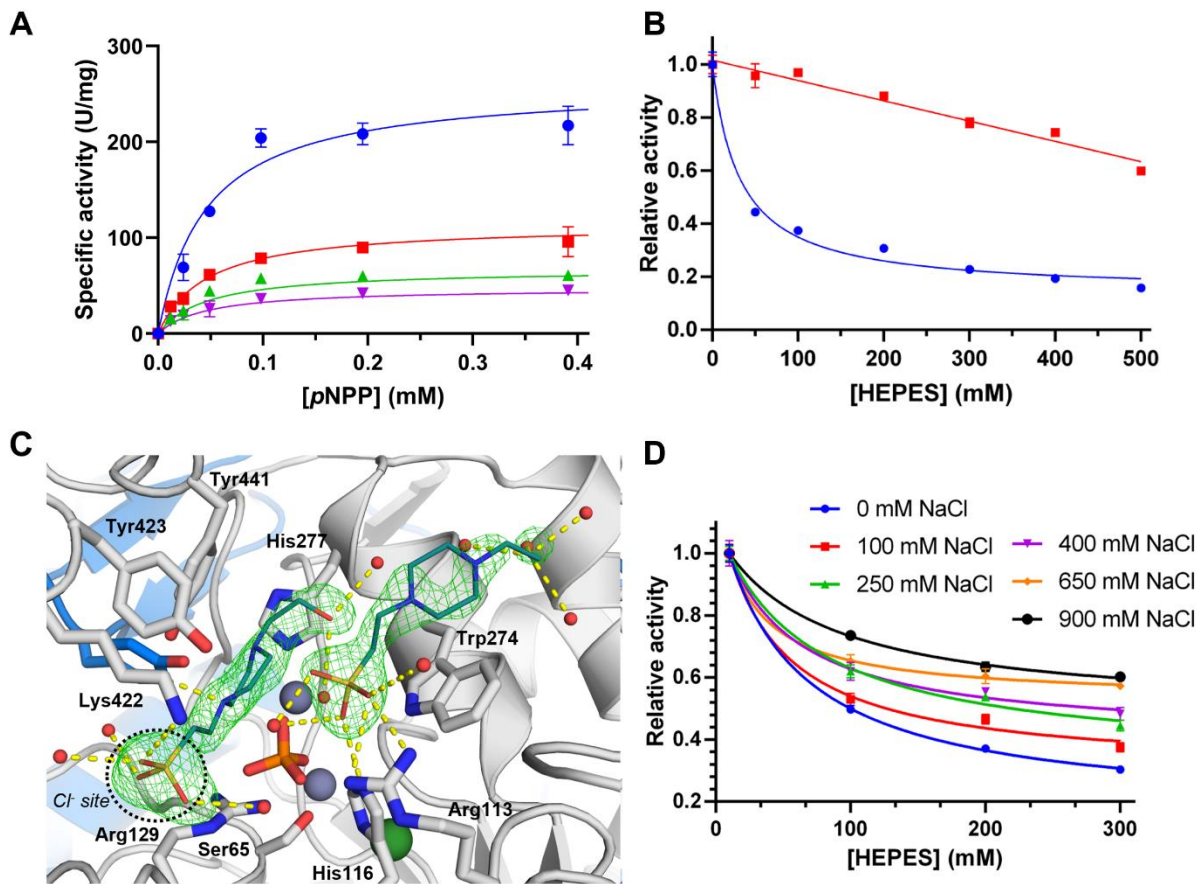 A
300
200
100
0
Specific activity (U/mg)
0.0
0.1
0.2
0.3
0.4
[pNPP] (mM)
B
1.0
0.8
0.6
0.4
0.2
0.0
Relative activity
0
100
200
300
400
500
[HEPES] (mM)
C
Tyr441
Tyr423
His277
Trp274
Lys422
Cl- site
Arg129
Ser65
His116
Arg113
D
0 mM NaCl
100 mM NaCl
250 mM NaCl
400 mM NaCl
650 mM NaCl
900 mM NaCl
1.0
0.8
0.6
0.4
0.2
Relative activity
0
100
200
300
[HEPES] (mM)